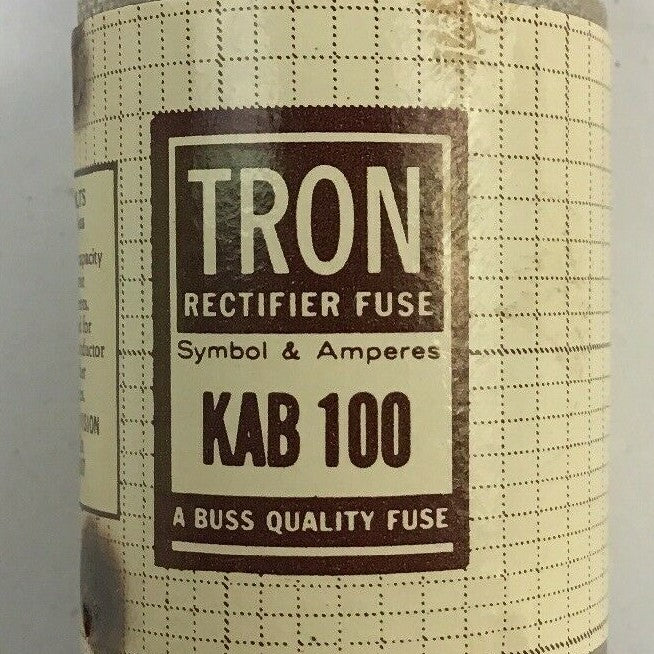 TRON
RECTIFIER FUSE
Symbol & Amperes
KAB 100
A BUSS QUALITY FUSE